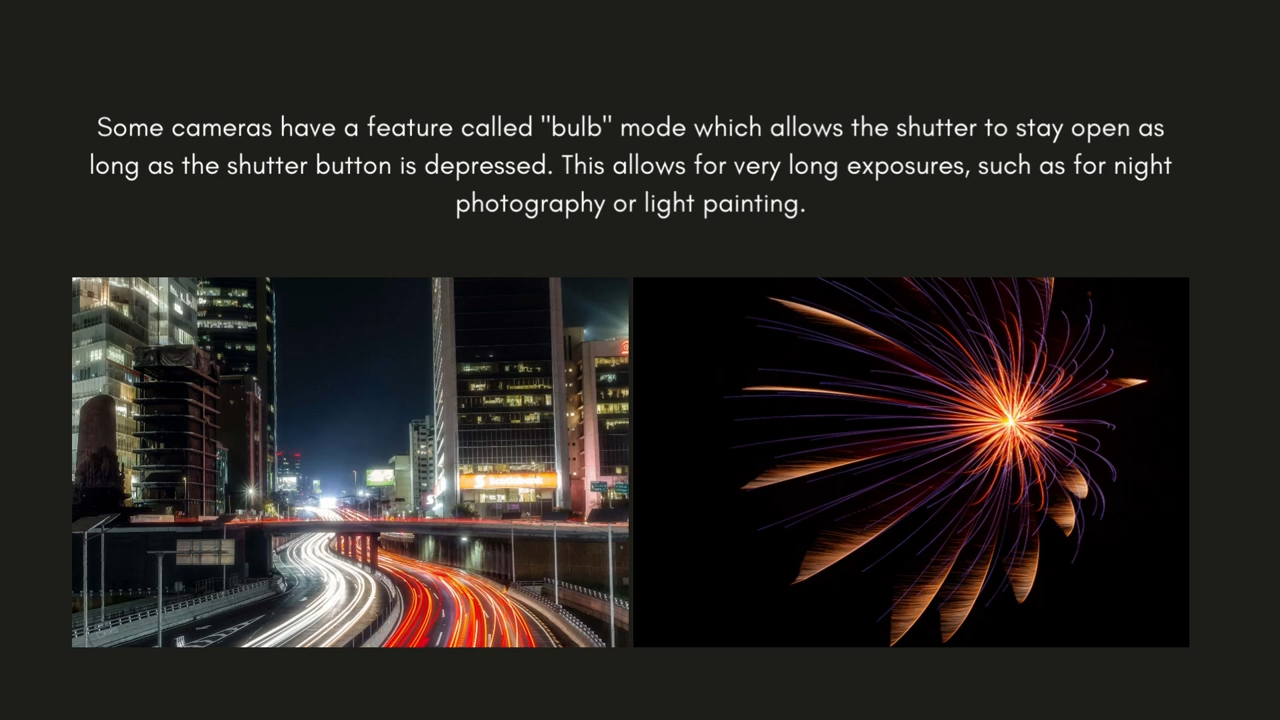 Some cameras have a feature called "bulb" mode which allows the shutter to stay open as
long as the shutter button is depressed. This allows for very long exposures, such as for night
photography or light painting.
Scotiabank